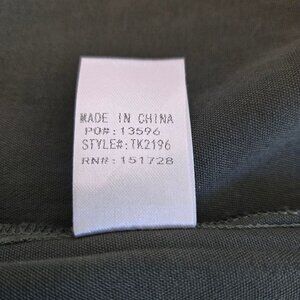 MADE IN CHINA
PO#: 13596
STYLE#: TK2196
RN#: 151728